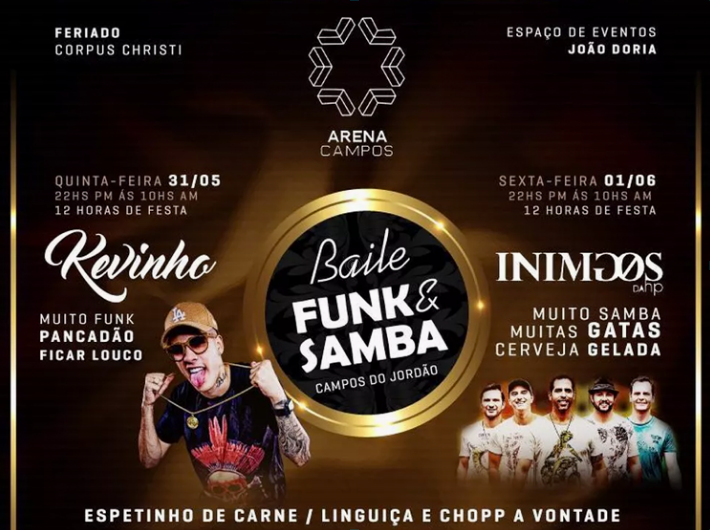 FERIADO
CORPUS CHRISTI
ESPAÇO DE EVENTOS
JOÃO DORIA
ARENA
CAMPOS
QUINTA-FEIRA 31/05
22HS PM ÁS 10HS AM
12 HORAS DE FESTA
Kevinho
MUITO FUNK
PANCADÃO
FICAR LOUCO
SEXTA-FEIRA 01/06
22HS PM ÁS 10HS AM
12 HORAS DE FESTA
INIMIGOS
DA hp
MUITO SAMBA
MUITAS GATAS
CERVEJA GELADA
Baile
FUNK &
SAMBA
CAMPOS DO JORDÃO
LA
ESPETINHO DE CARNE / LINGUIÇA E CHOPP A VONTADE